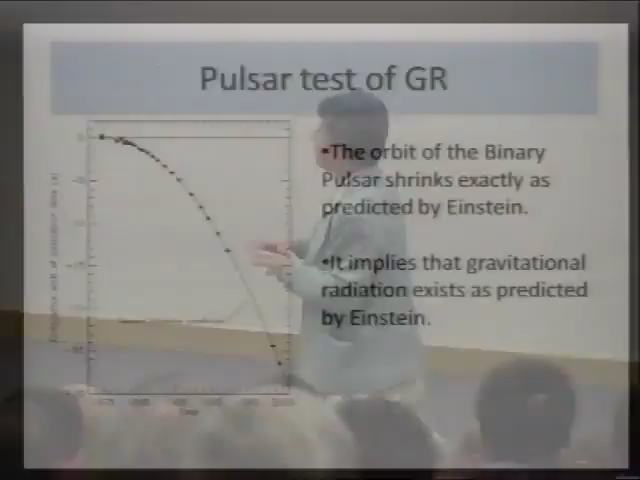 Pulsar test of GR
•The orbit of the Binary
Pulsar shrinks exactly as
predicted by Einstein.
•It implies that gravitational
radiation exists as predicted
by Einstein.